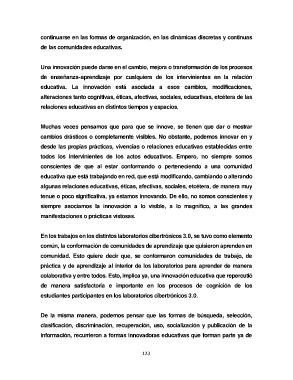 continuarse en las formas de organización, en las dinámicas discretas y continuas
de las comunidades educativas.
Una innovación puede darse en el cambio, mejora o transformación de los procesos
de enseñanza-aprendizaje por cualquiera de los intervinientes en la relación
educativa. La innovación está asociada a esos cambios, modificaciones,
alteraciones tanto cognitivas, éticas, afectivas, sociales, educativas, etcétera de las
relaciones educativas en distintos tiempos y espacios.
Muchas veces pensamos que para que se innove, se tienen que dar o mostrar
cambios drásticos o completamente visibles. No obstante, podemos innovar en y
desde las propias prácticas, vivencias o relaciones educativas establecidas entre
todos los intervinientes de los actos educativos. Empero, no siempre somos
conscientes de que al estar conformando o perteneciendo a una comunidad
educativa que está trabajando en red, que está modificando, cambiando o alterando
algunas relaciones educativas, éticas, afectivas, sociales, etcétera, de manera muy
tenue o poco significativa, ya estamos innovando. De ello, no somos conscientes y
siempre asociamos la innovación a lo visible, a lo magnífico, a las grandes
manifestaciones o prácticas vistosas.
En los trabajos en los distintos laboratorios cibertrónicos 3.0, se tuvo como elemento
común, la conformación de comunidades de aprendizaje que quisieron aprender en
comunidad. Esto quiere decir que, se conformaron comunidades de trabajo, de
práctica y de aprendizaje al interior de los laboratorios para aprender de manera
colaborativa y entre todos. Esto, implica ya, una innovación educativa que repercutió
de manera satisfactoria e importante en los procesos de cognición de los
estudiantes participantes en los laboratorios cibertrónicos 3.0.
De la misma manera, podemos pensar que las formas de búsqueda, selección,
clasificación, discriminación, recuperación, uso, socialización y publicación de la
información, recurrieron a formas innovadoras educativas que forman parte ya de
123